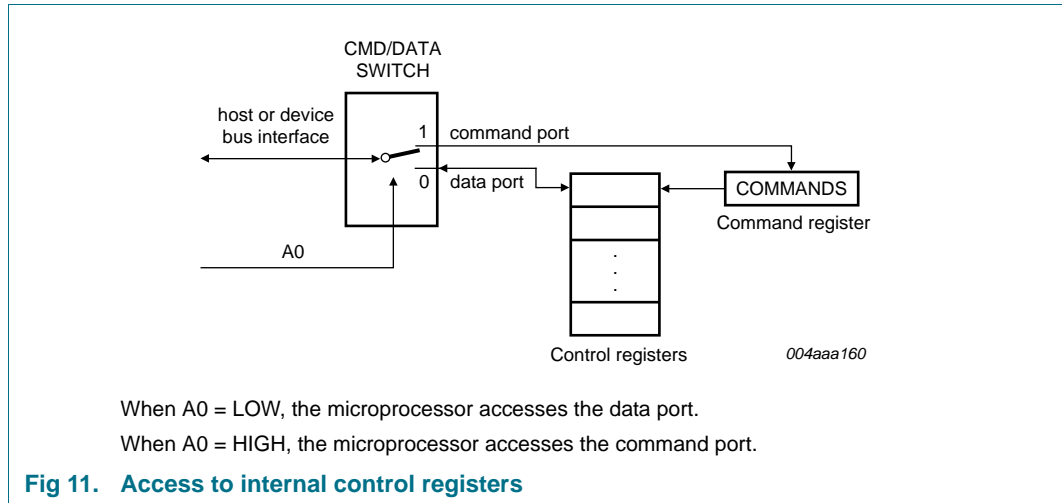 CMD/DATA
SWITCH
host or device
bus interface
1
command port
0
data port
COMMANDS
Command register
A0
.
.
.
Control registers
004aaa160
When A0 = LOW, the microprocessor accesses the data port.
When A0 = HIGH, the microprocessor accesses the command port.
Fig 11. Access to internal control registers